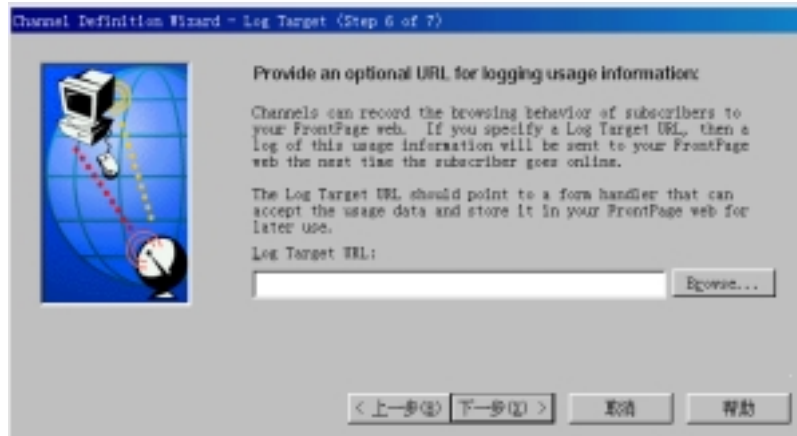 Channel Definition Wizard - Log Target (Step 6 of 7)
Provide an optional URL for logging usage information:
Channels can record the browsing behavior of subscribers to
your FrontPage web. If you specify a Log Target URL, then a
log of this usage information will be sent to your FrontPage
web the next time the subscriber goes online.
The Log Target URL should point to a form handler that can
accept the usage data and store it in your FrontPage web for
later use.
Log Target URL:
Browse...
< 上一步(B) 下一步(N) > 取消 帮助